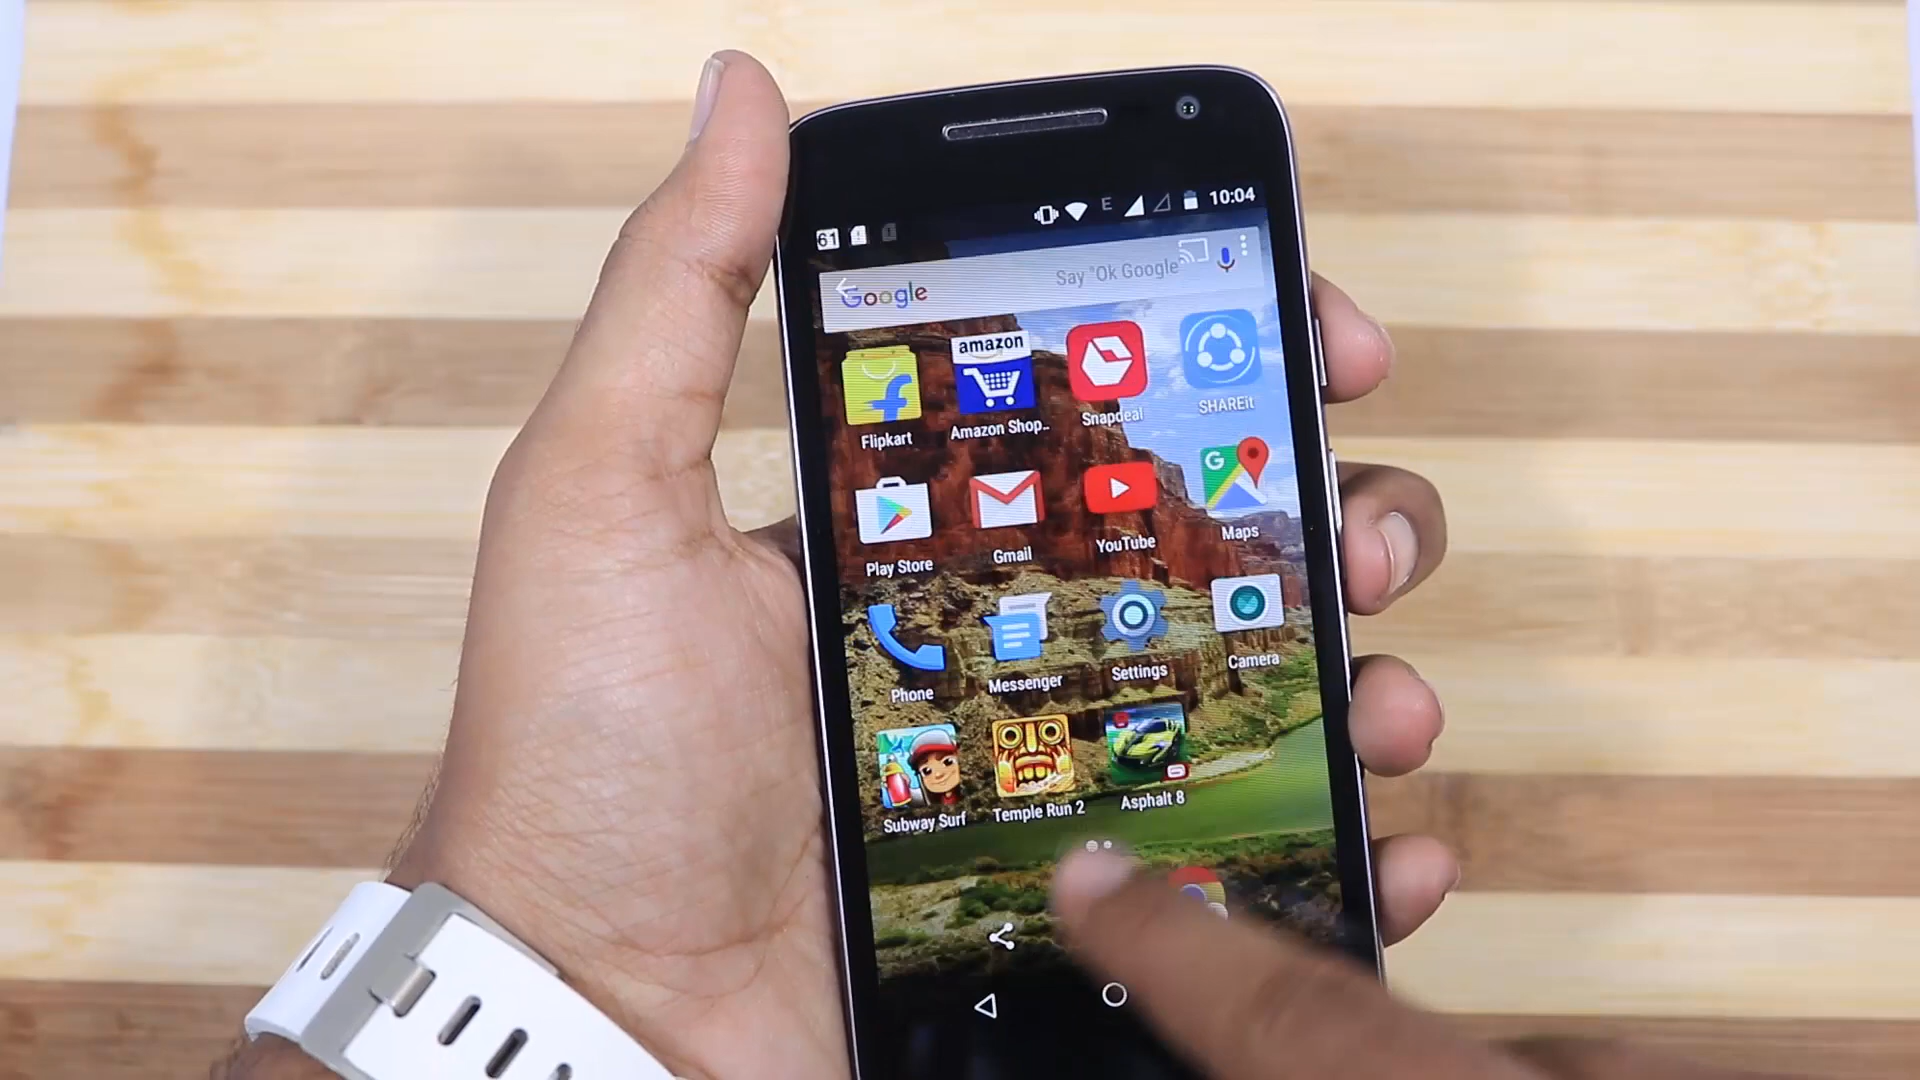 61 E 10:04
Google Say "Ok Google
amazon
Flipkart Amazon Shop.. Snapdeal SHAREit
G
Play Store Gmail YouTube Maps
Phone Messenger Settings Camera
Subway Surf Temple Run 2 Asphalt 8